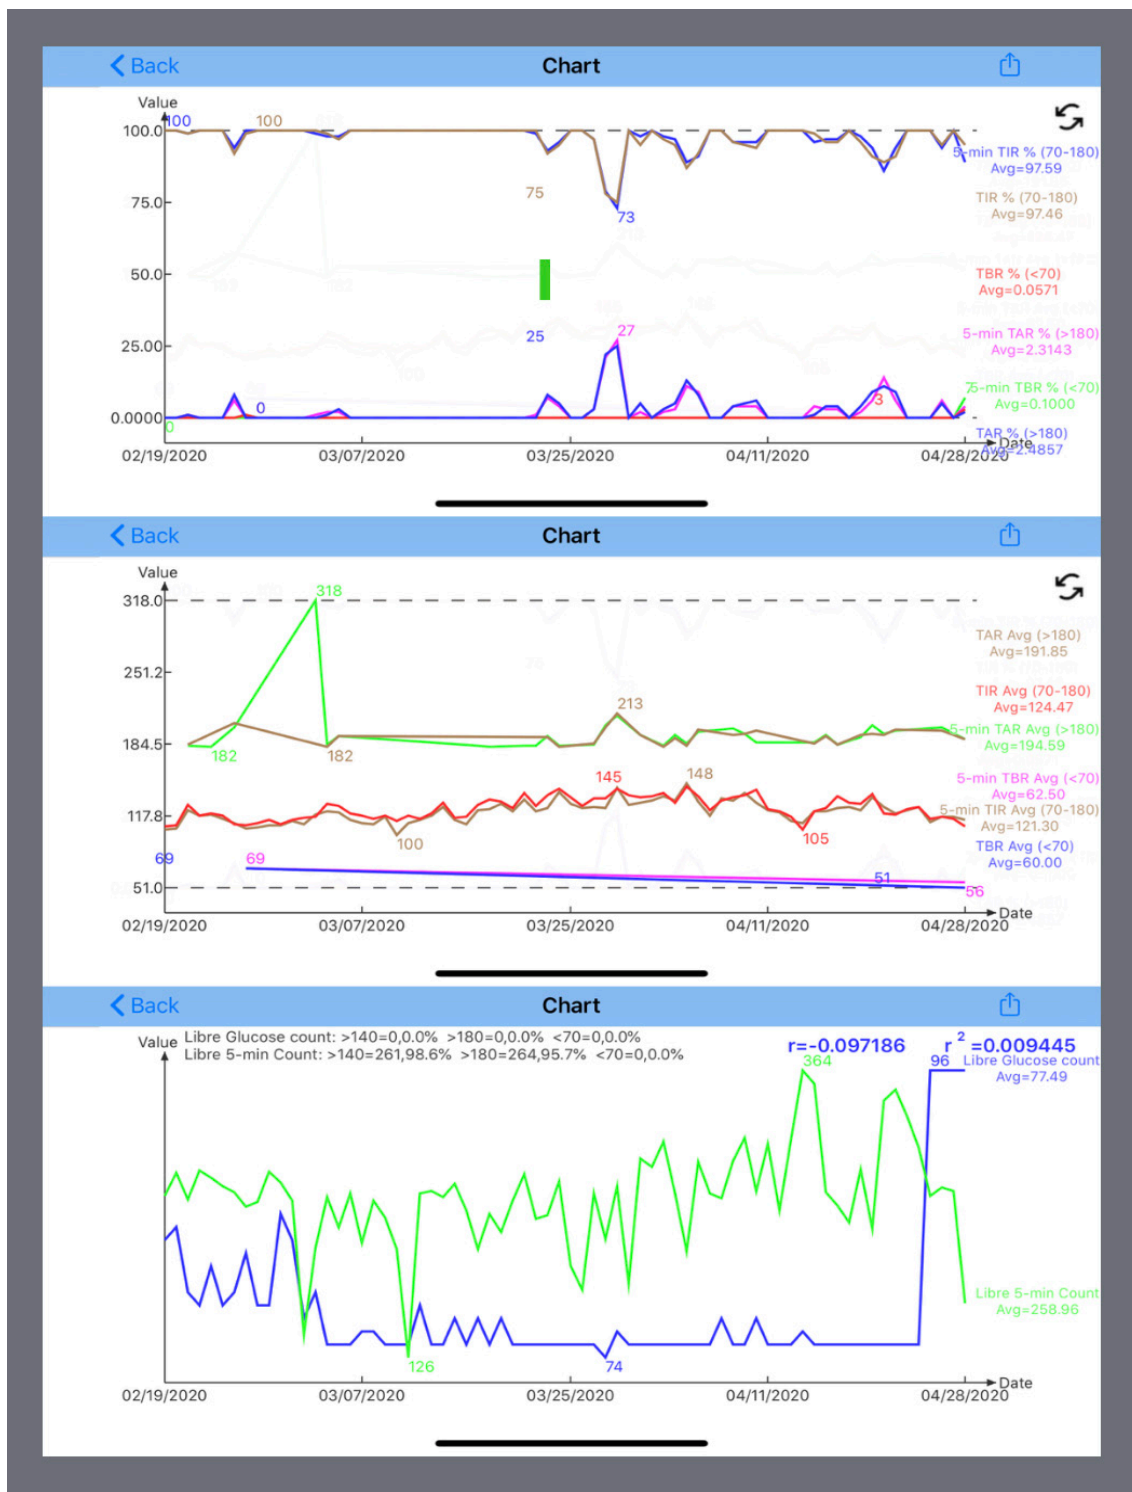 Back
Chart
Value
100.0
100
100
5-min TIR % (70-180)
Avg=97.59
75.0
75
TIR % (70-180)
Avg=97.46
73
50.0
TBR % (<70)
Avg=0.0571
25.00
25
27
5-min TAR % (>180)
Avg=2.3143
7
5-min TBR % (<70)
Avg=0.1000
0.0000
0
0
3
TAR % (>180)
Avg=2.4857
Date
02/19/2020
03/07/2020
03/25/2020
04/11/2020
04/28/2020
Back
Chart
Value
318.0
318
TAR Avg (>180)
Avg=191.85
251.2
TIR Avg (70-180)
Avg=124.47
213
184.5
182
182
5-min TAR Avg (>180)
Avg=194.59
145
148
5-min TBR Avg (<70)
Avg=62.50
117.8
100
105
5-min TIR Avg (70-180)
Avg=121.30
69
69
TBR Avg (<70)
Avg=60.00
51.0
51
56
Date
02/19/2020
03/07/2020
03/25/2020
04/11/2020
04/28/2020
Back
Chart
Value
Libre Glucose count: >140=0,0.0% >180=0,0.0% <70=0,0.0%
Libre 5-min Count: >140=261,98.6% >180=264,95.7% <70=0,0.0%
r=-0.097186
r 2 =0.009445
364
96
Libre Glucose count
Avg=77.49
Libre 5-min Count
Avg=258.96
126
74
Date
02/19/2020
03/07/2020
03/25/2020
04/11/2020
04/28/2020